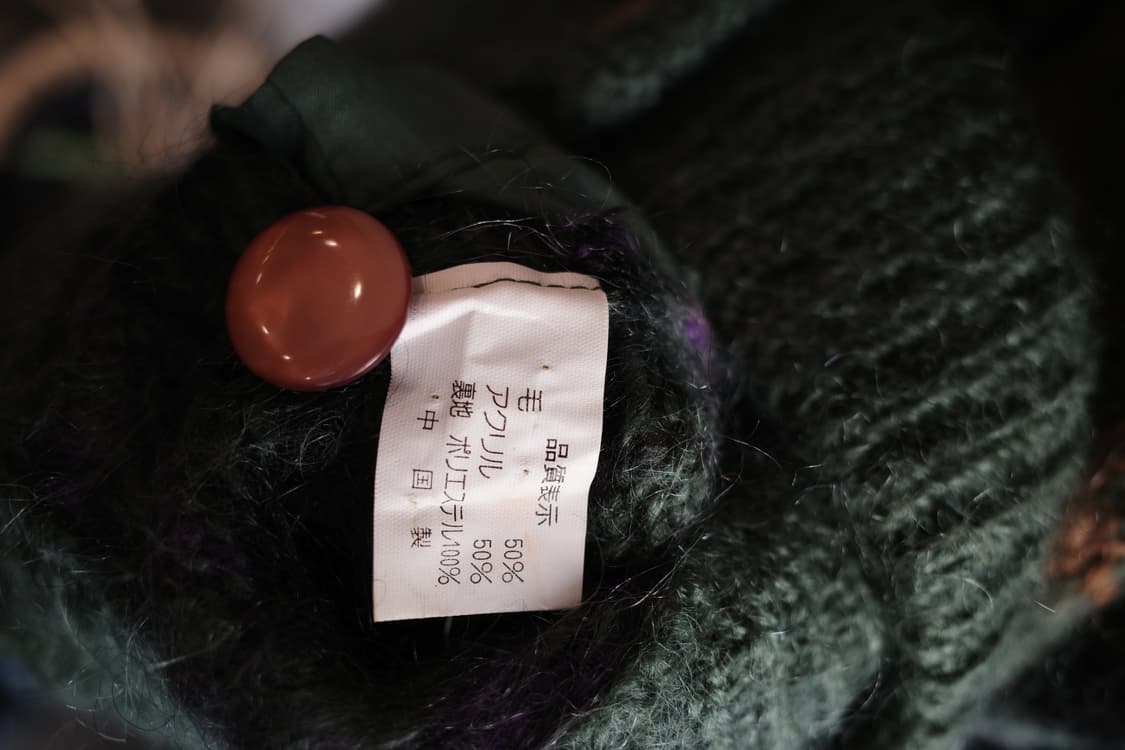 品質表示
毛 50%
アクリル 50%
裏地 ポリエステル100%
中国製